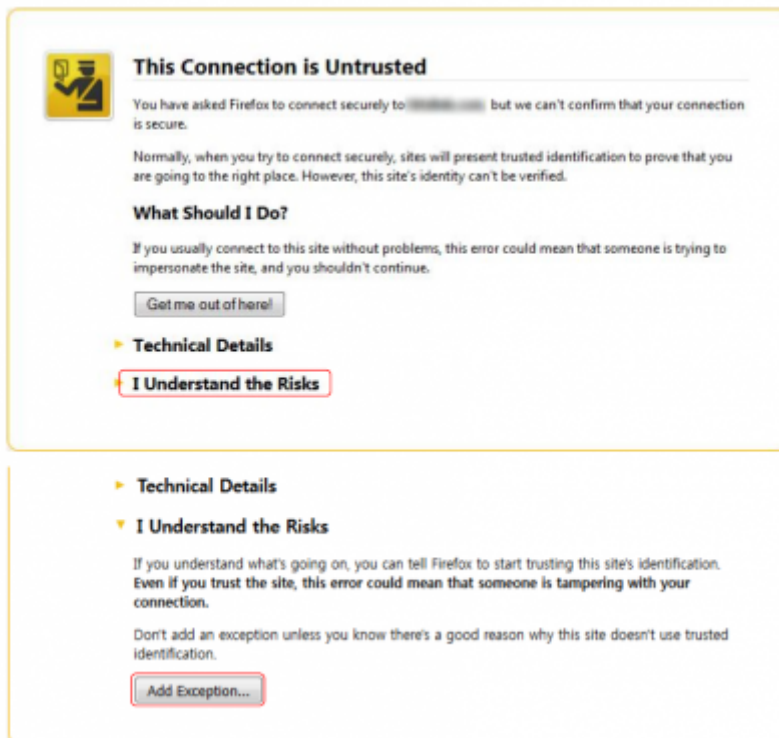 This Connection is Untrusted
You have asked Firefox to connect securely to but we can't confirm that your connection
is secure.
Normally, when you try to connect securely, sites will present trusted identification to prove that you
are going to the right place. However, this site's identity can't be verified.
What Should I Do?
If you usually connect to this site without problems, this error could mean that someone is trying to
impersonate the site, and you shouldn't continue.
Get me out of here!
Technical Details
I Understand the Risks
Technical Details
I Understand the Risks
If you understand what's going on, you can tell Firefox to start trusting this site's identification.
Even if you trust the site, this error could mean that someone is tampering with your
connection.
Don't add an exception unless you know there's a good reason why this site doesn't use trusted
identification.
Add Exception...